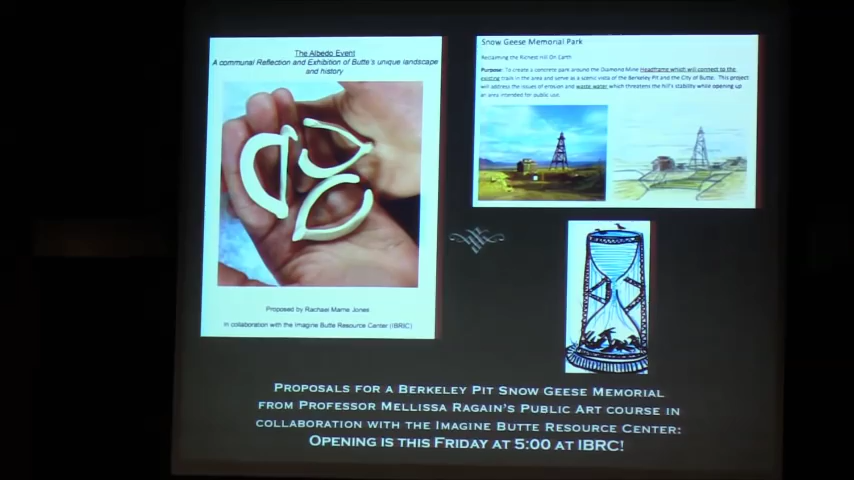 The Albedo Event
A communal Reflection and Exhibition of Butte's unique landscape
and history
Proposed by Rachael Marne Jones
In collaboration with the Imagine Butte Resource Center (IBRC)
Snow Geese Memorial Park
Reclaiming the Richest Hill On Earth
Purpose: To create a concrete park around the Diamond Mine Headframe which will connect to the
existing track in the area and serve as a scenic vista of the Berkeley Pit and the City of Butte. This project
will address the issues of erosion and waste water which threatens the hill's stability while opening up
an area intended for public use.
Proposals for a Berkeley Pit Snow Geese Memorial
from Professor Mellissa Ragain's Public Art course in
collaboration with the Imagine Butte Resource Center:
Opening is this Friday at 5:00 at IBRC!